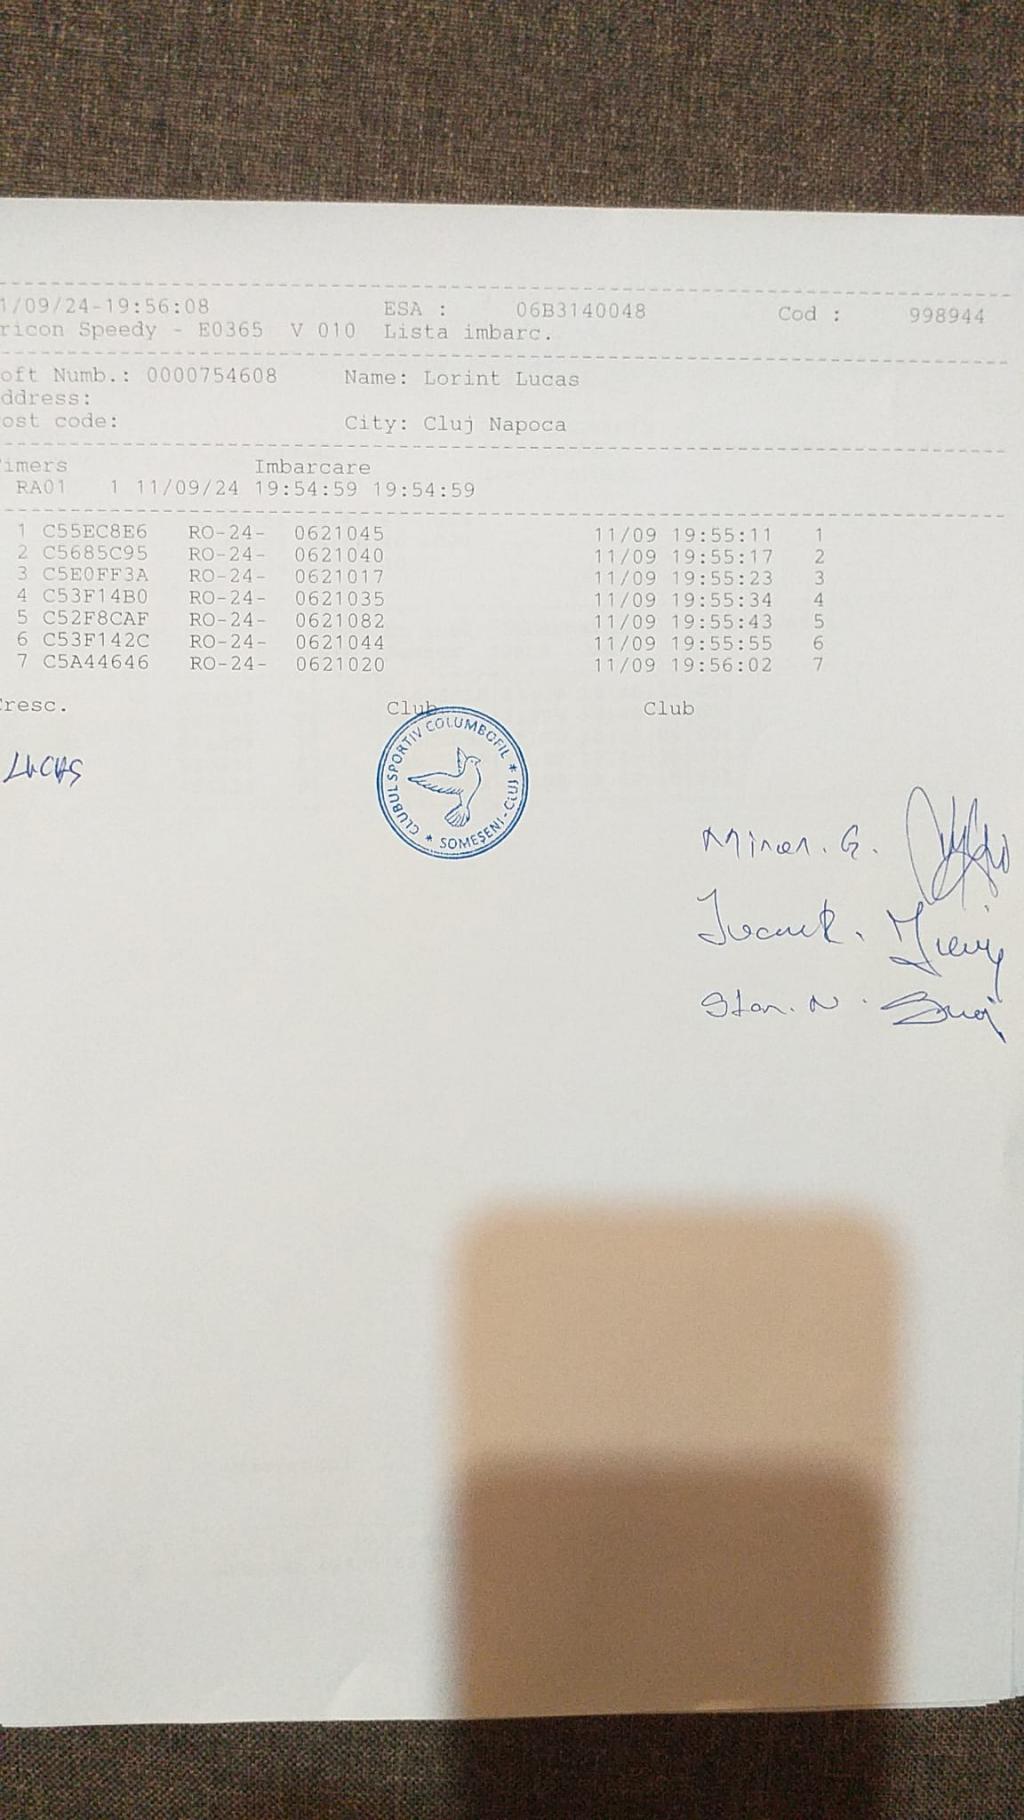 1/09/24-19:56:08 ESA : 06B3140048 Cod : 998944
ricon Speedy - E0365 V 010 Lista imbarc.
oft Numb.: 0000754608 Name: Lorint Lucas
ddress:
ost code: City: Cluj Napoca
imers Imbarcare
RA01 1 11/09/24 19:54:59 19:54:59
1 C55EC8E6 RO-24- 0621045 11/09 19:55:11 1
2 C5685C95 RO-24- 0621040 11/09 19:55:17 2
3 C5E0FF3A RO-24- 0621017 11/09 19:55:23 3
4 C53F14B0 RO-24- 0621035 11/09 19:55:34 4
5 C52F8CAF RO-24- 0621082 11/09 19:55:43 5
6 C53F142C RO-24- 0621044 11/09 19:55:55 6
7 C5A44646 RO-24- 0621020 11/09 19:56:02 7
Cresc. Club Club
LUCAS
CLUBUL SPORTIV COLUMBOFIL * SOMEȘENI-CLUJ *
G.
Stan. N.